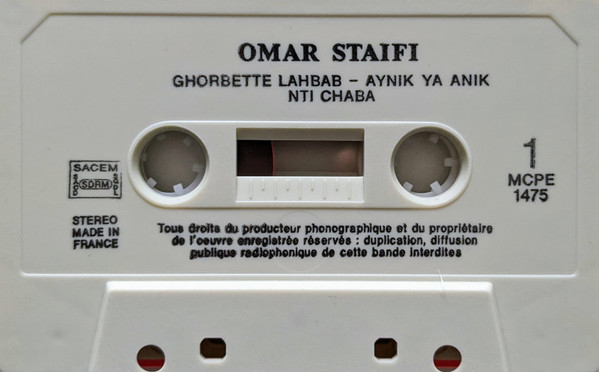 OMAR STAIFI
GHORBETTE LAHBAB – AYNIK YA ANIK
NTI CHABA
1
MCPE
1475
SACEM
SACD
SDRM
SGDL
STEREO
MADE IN
FRANCE
Tous droits du producteur phonographique et du propriétaire
de l'oeuvre enregistrée réservés : duplication, diffusion
publique radiophonique de cette bande interdites